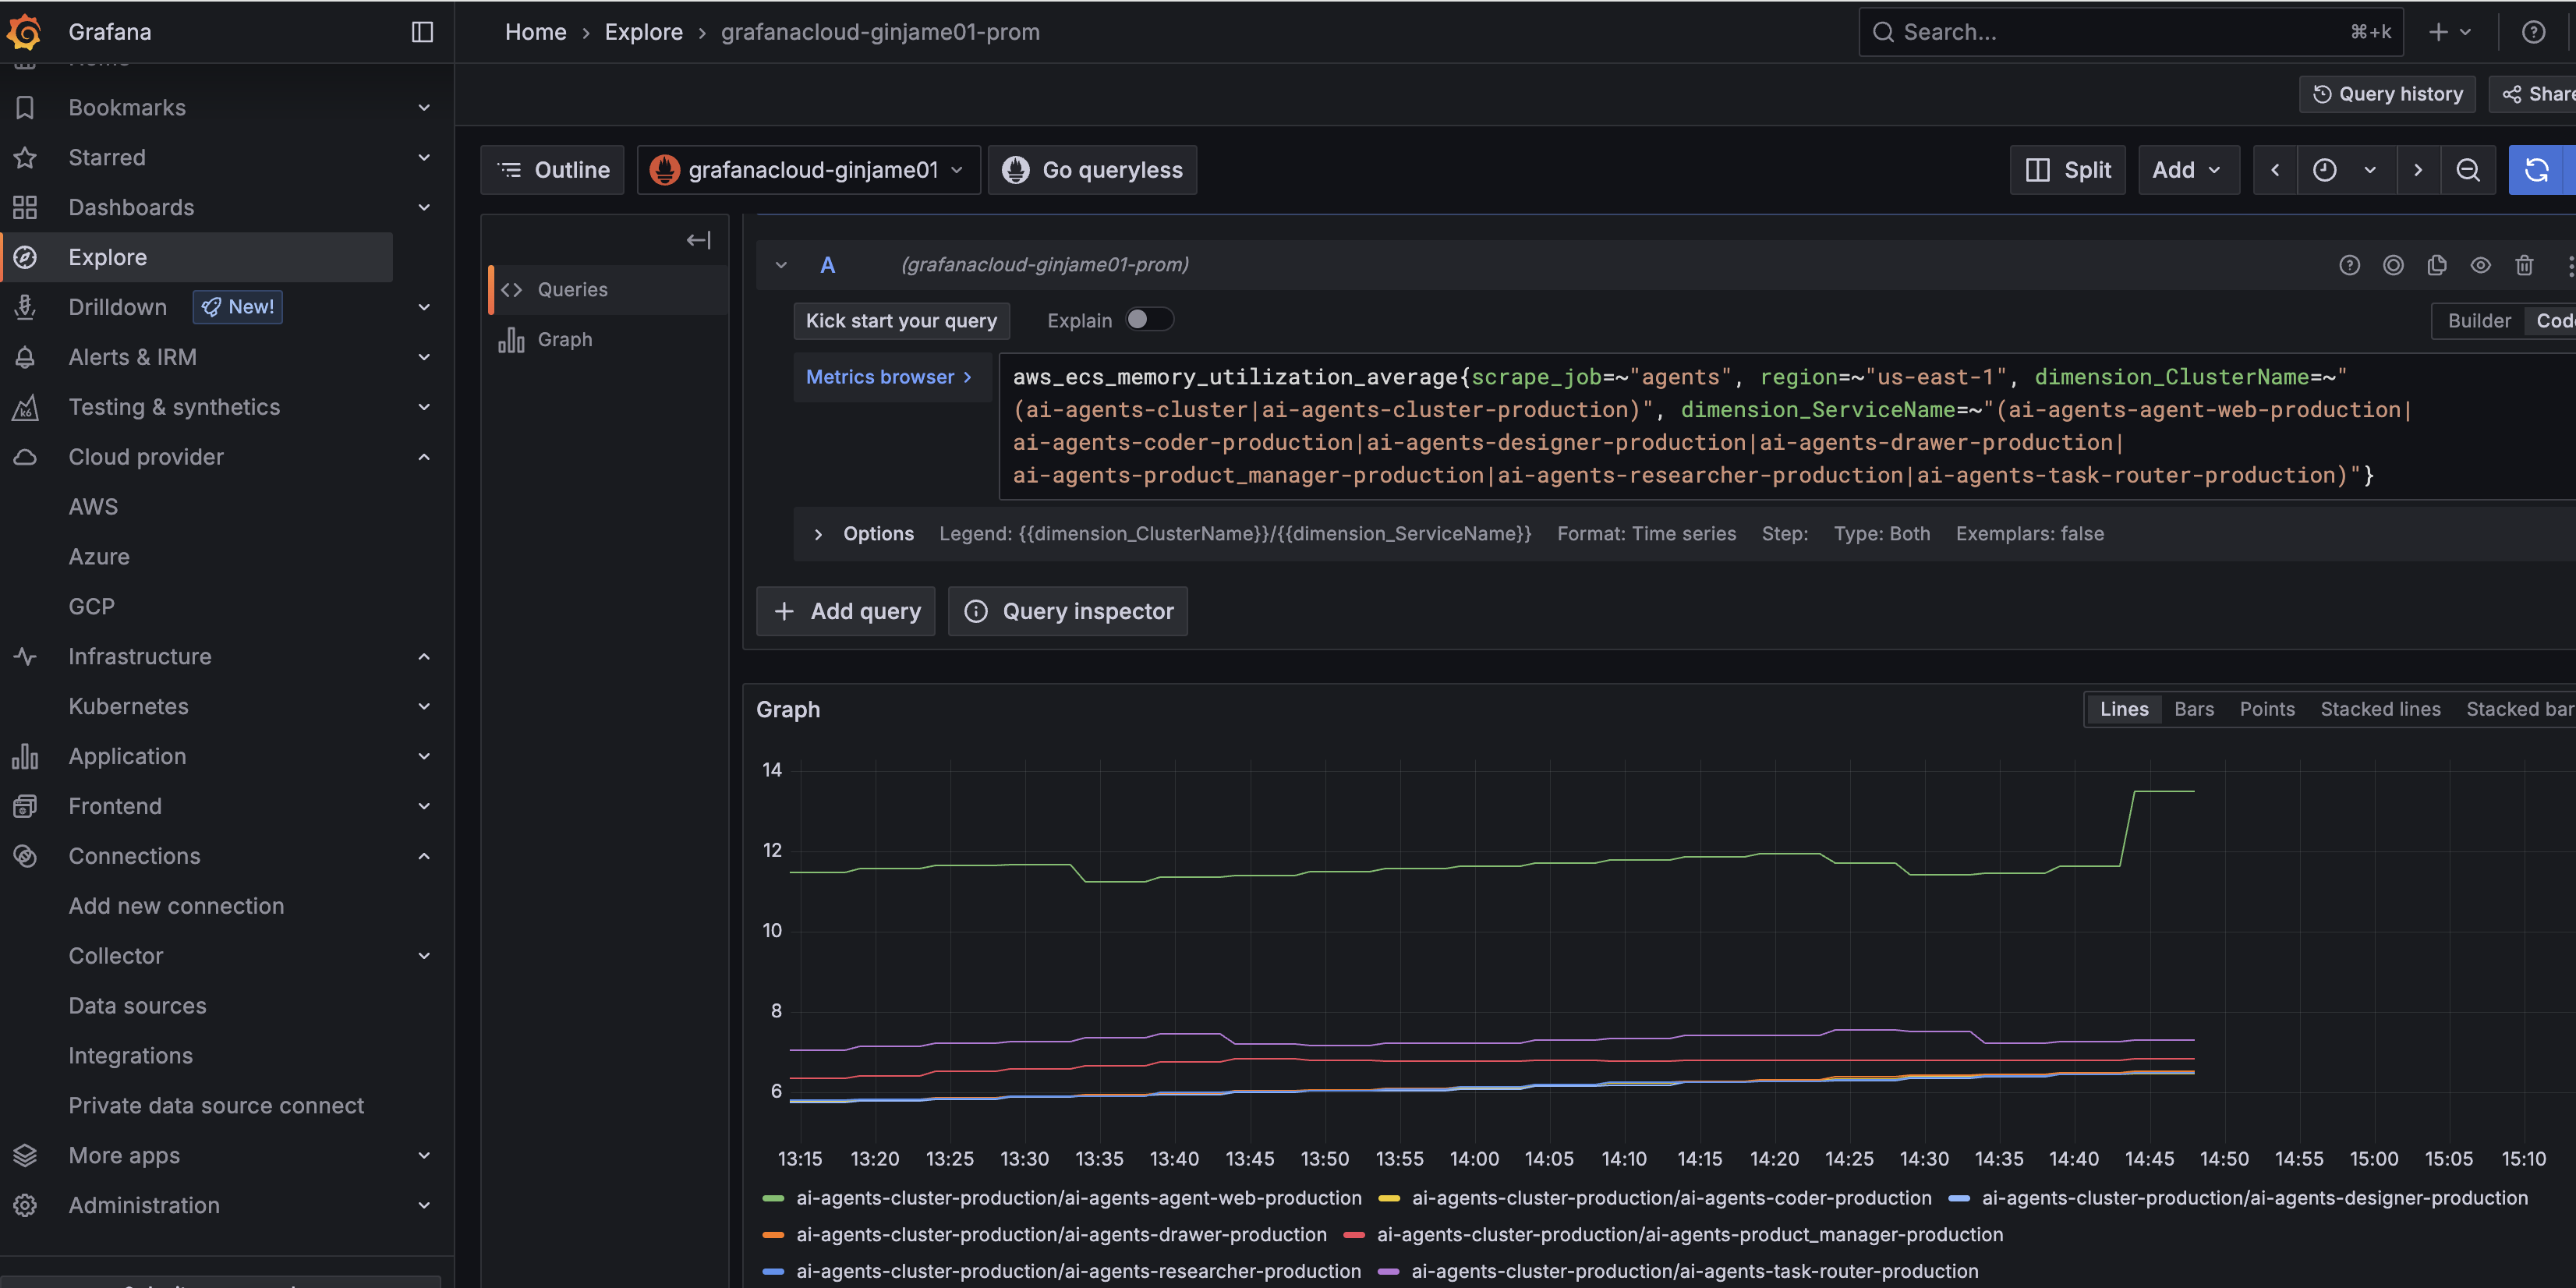 Grafana
Home › Explore › grafanacloud-ginjame01-prom
Search...
⌘+k
Home
Bookmarks
Starred
Dashboards
Explore
Drilldown
New!
Alerts & IRM
Testing & synthetics
Cloud provider
AWS
Azure
GCP
Infrastructure
Kubernetes
Application
Frontend
Connections
Add new connection
Collector
Data sources
Integrations
Private data source connect
More apps
Administration
Query history
Share
Outline
grafanacloud-ginjame01
Go queryless
Split
Add
Queries
Graph
A
(grafanacloud-ginjame01-prom)
Kick start your query
Explain
Builder
Code
Metrics browser >
aws_ecs_memory_utilization_average{scrape_job=~"agents", region=~"us-east-1", dimension_ClusterName=~"
(ai-agents-cluster|ai-agents-cluster-production)", dimension_ServiceName=~"(ai-agents-agent-web-production|
ai-agents-coder-production|ai-agents-designer-production|ai-agents-drawer-production|
ai-agents-product_manager-production|ai-agents-researcher-production|ai-agents-task-router-production)"}
Options
Legend: {{dimension_ClusterName}}/{{dimension_ServiceName}}
Format: Time series
Step:
Type: Both
Exemplars: false
+ Add query
Query inspector
Graph
Lines
Bars
Points
Stacked lines
Stacked bar
14
12
10
8
6
13:15 13:20 13:25 13:30 13:35 13:40 13:45 13:50 13:55 14:00 14:05 14:10 14:15 14:20 14:25 14:30 14:35 14:40 14:45 14:50 14:55 15:00 15:05 15:10
ai-agents-cluster-production/ai-agents-agent-web-production
ai-agents-cluster-production/ai-agents-coder-production
ai-agents-cluster-production/ai-agents-designer-production
ai-agents-cluster-production/ai-agents-drawer-production
ai-agents-cluster-production/ai-agents-product_manager-production
ai-agents-cluster-production/ai-agents-researcher-production
ai-agents-cluster-production/ai-agents-task-router-production